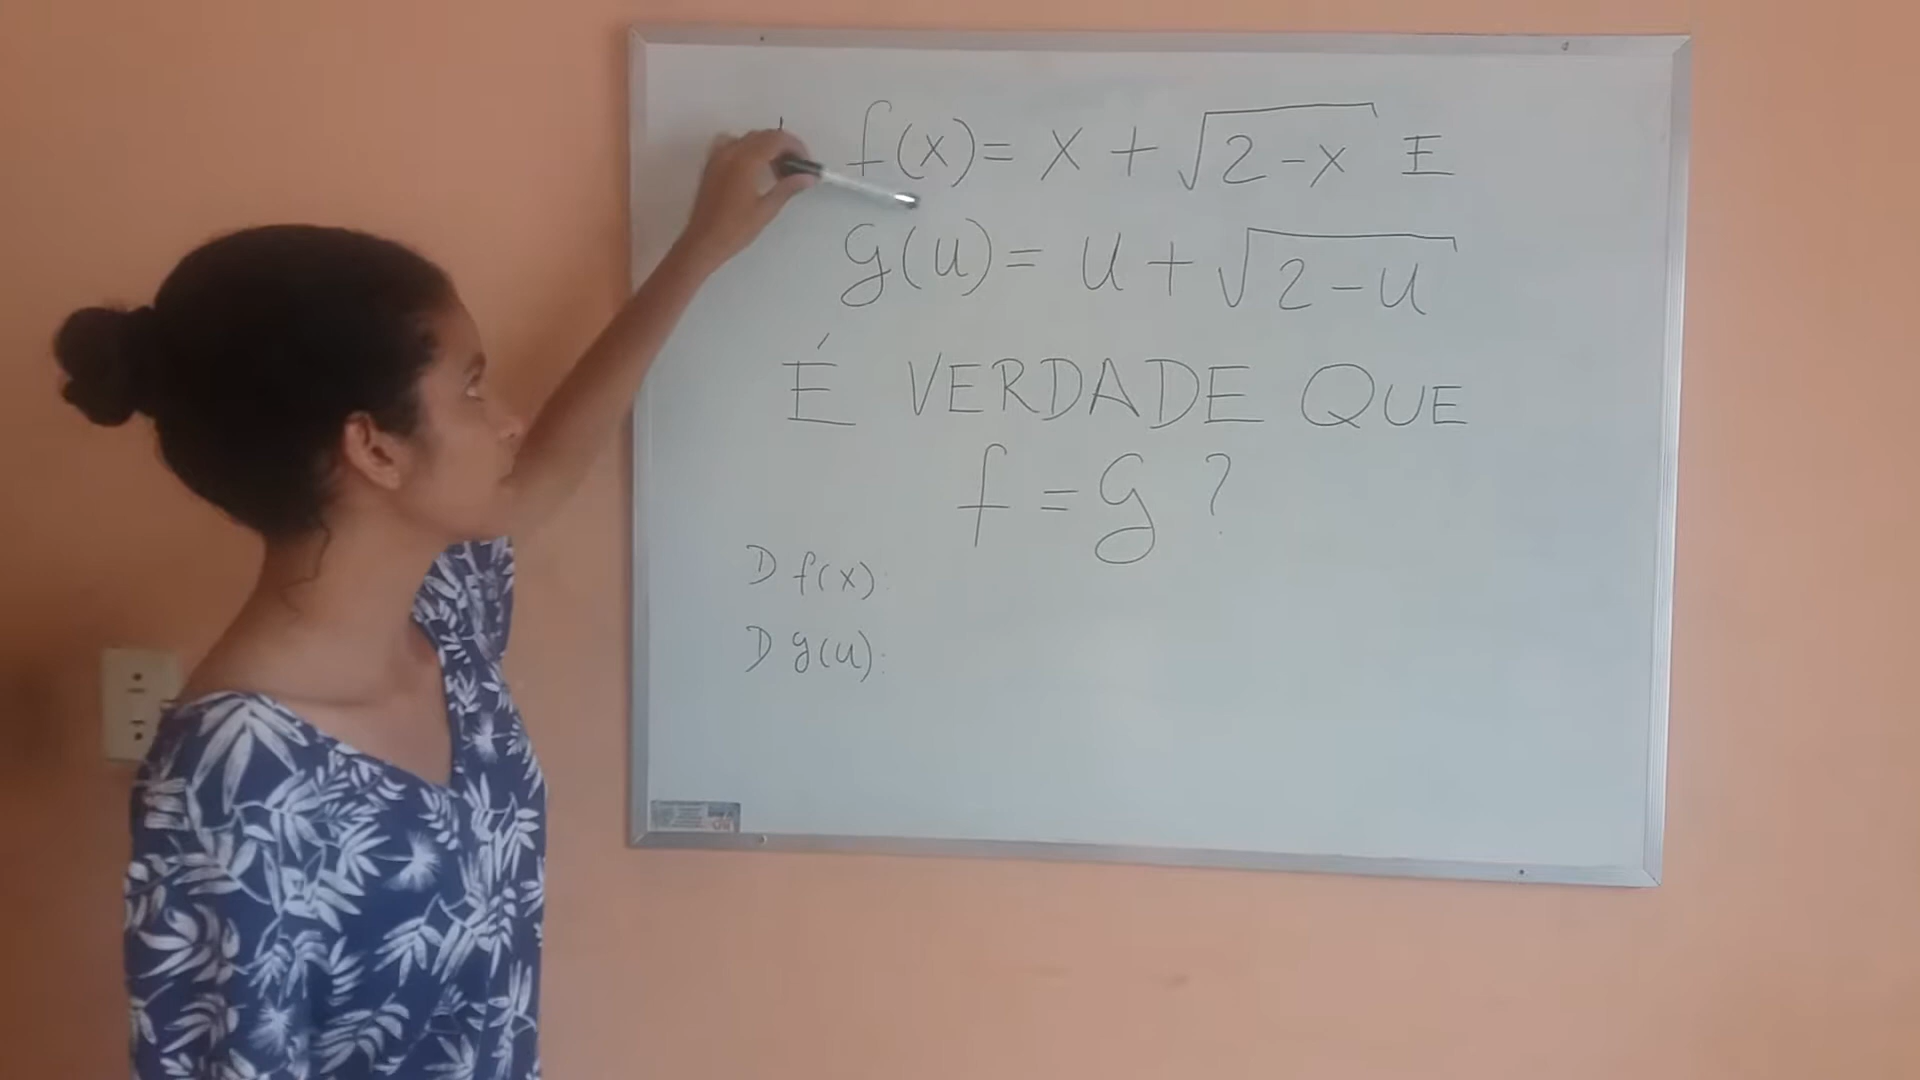 f(x) = x + √2-x E
g(u) = u + √2-u
É VERDADE QUE
f = g ?
D f(x):
D g(u):